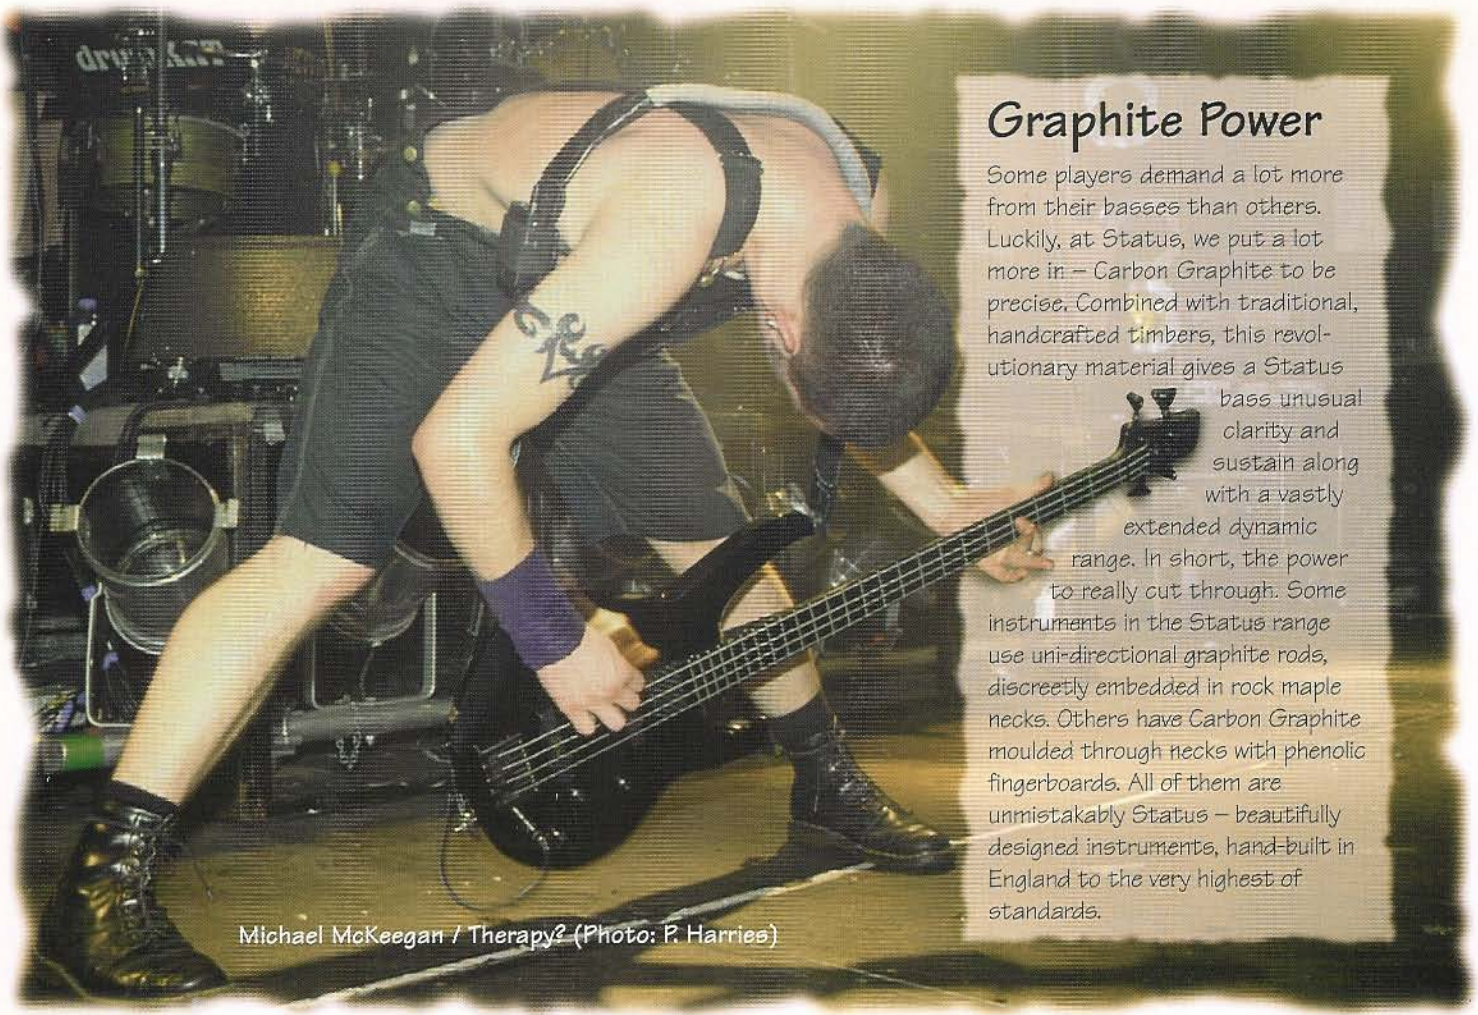 Graphite Power
Some players demand a lot more
from their basses than others.
Luckily, at Status, we put a lot
more in – Carbon Graphite to be
precise. Combined with traditional,
handcrafted timbers, this revol-
utionary material gives a Status
bass unusual
clarity and
sustain along
with a vastly
extended dynamic
range. In short, the power
to really cut through. Some
instruments in the Status range
use uni-directional graphite rods,
discreetly embedded in rock maple
necks. Others have Carbon Graphite
moulded through necks with phenolic
fingerboards. All of them are
unmistakably Status – beautifully
designed instruments, hand-built in
England to the very highest of
standards.
Michael McKeegan / Therapy? (Photo: P. Harries)